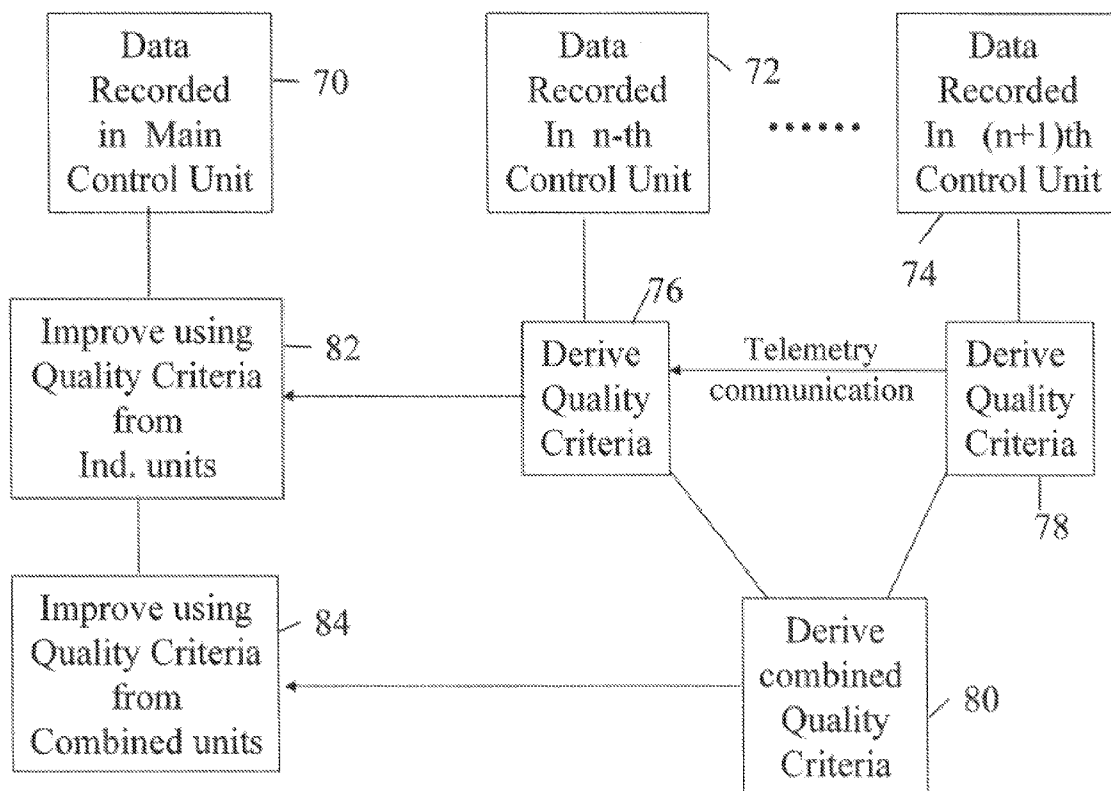 Data
Recorded
in Main
Control Unit
70
Data
Recorded
In n-th
Control Unit
72
......
Data
Recorded
In (n+1)th
Control Unit
74
Improve using
Quality Criteria
from
Ind. units
82
76
Derive
Quality
Criteria
Telemetry
communication
Derive
Quality
Criteria
78
Improve using
Quality Criteria
from
Combined units
84
Derive
combined
Quality
Criteria
80